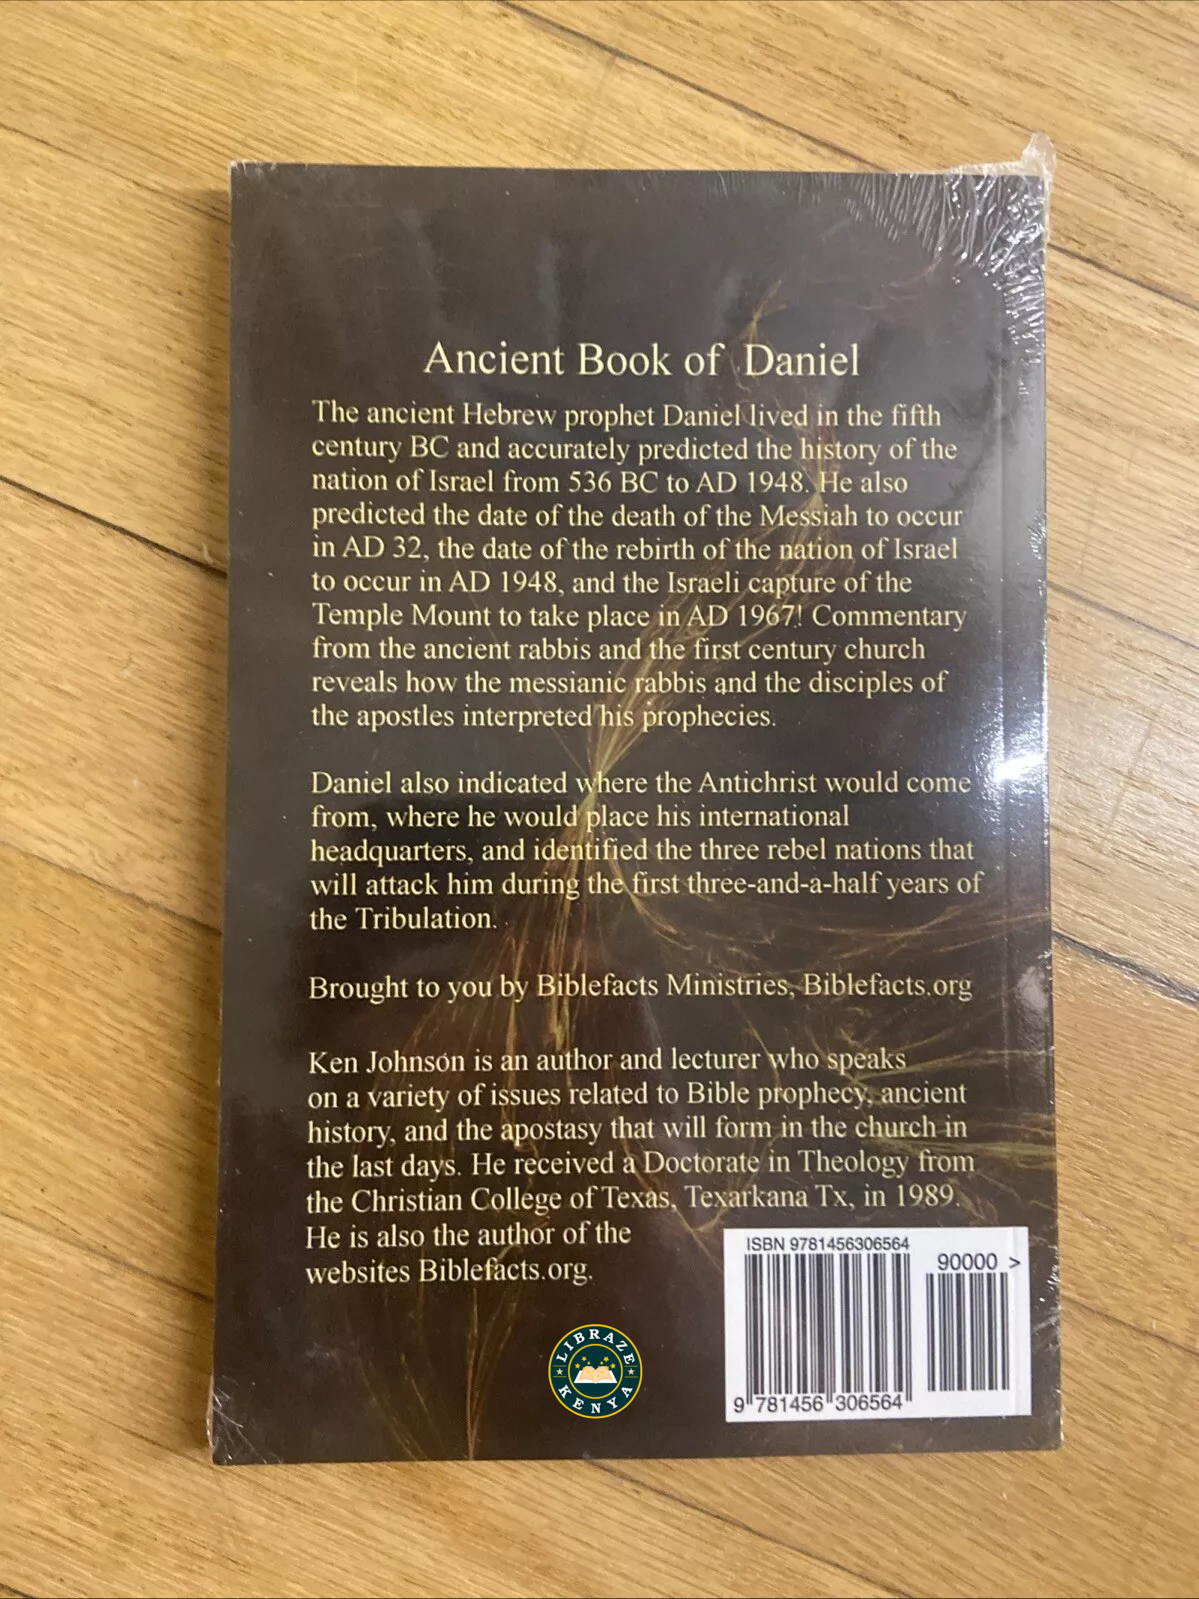 Ancient Book of Daniel
The ancient Hebrew prophet Daniel lived in the fifth
century BC and accurately predicted the history of the
nation of Israel from 536 BC to AD 1948. He also
predicted the date of the death of the Messiah to occur
in AD 32, the date of the rebirth of the nation of Israel
to occur in AD 1948, and the Israeli capture of the
Temple Mount to take place in AD 1967! Commentary
from the ancient rabbis and the first century church
reveals how the messianic rabbis and the disciples of
the apostles interpreted his prophecies.
Daniel also indicated where the Antichrist would come
from, where he would place his international
headquarters, and identified the three rebel nations that
will attack him during the first three-and-a-half years of
the Tribulation.
Brought to you by Biblefacts Ministries, Biblefacts.org
Ken Johnson is an author and lecturer who speaks
on a variety of issues related to Bible prophecy, ancient
history, and the apostasy that will form in the church in
the last days. He received a Doctorate in Theology from
the Christian College of Texas, Texarkana Tx, in 1989.
He is also the author of the
websites Biblefacts.org.
ISBN 9781456306564
90000 >
9 781456 306564
LIBRAZE
KENYA